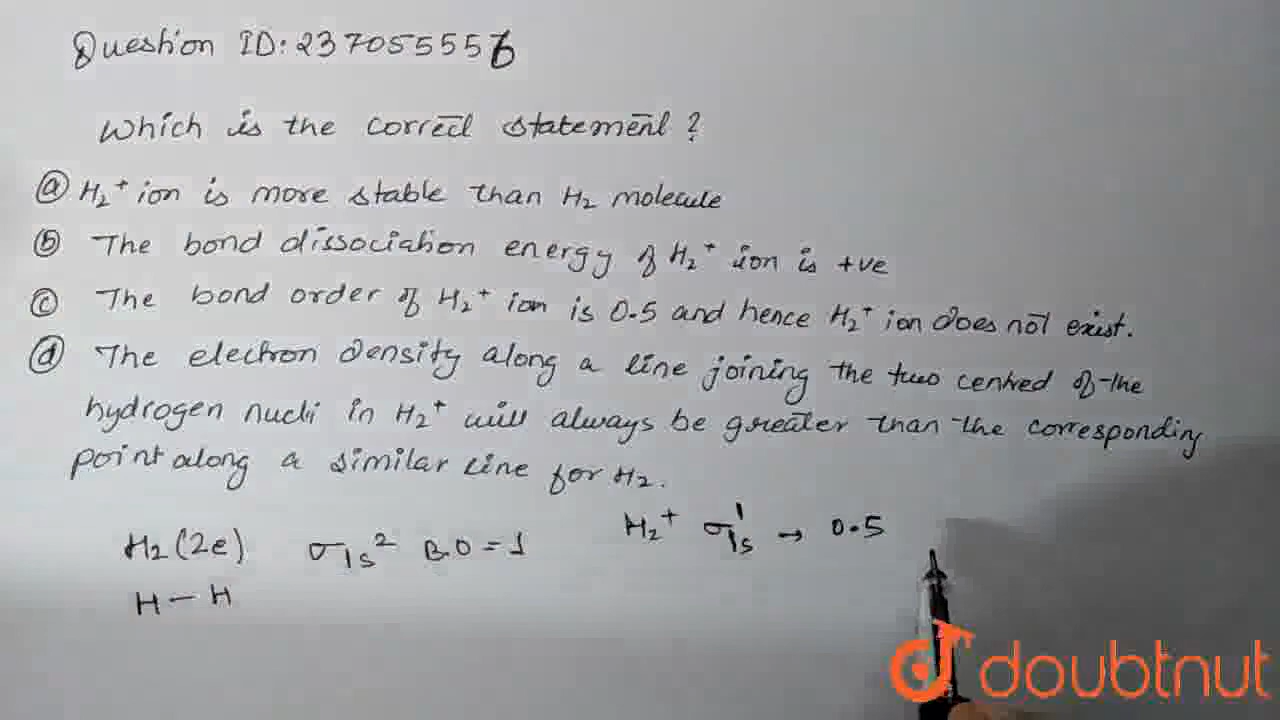 Question ID: 237055556
Which is the correct statement ?
ⓐ H₂⁺ ion is more stable than H₂ molecule
ⓑ The bond dissociation energy of H₂⁺ ion is +ve
ⓒ The bond order of H₂⁺ ion is 0.5 and hence H₂⁺ ion does not exist.
ⓓ The electron density along a line joining the two centred of the
hydrogen nucli in H₂⁺ will always be greater than the corresponding
point along a similar line for H₂.
H₂ (2e) σ1s² B.O = 1
H₂⁺ σ1s¹ → 0.5
H — H
doubtnut